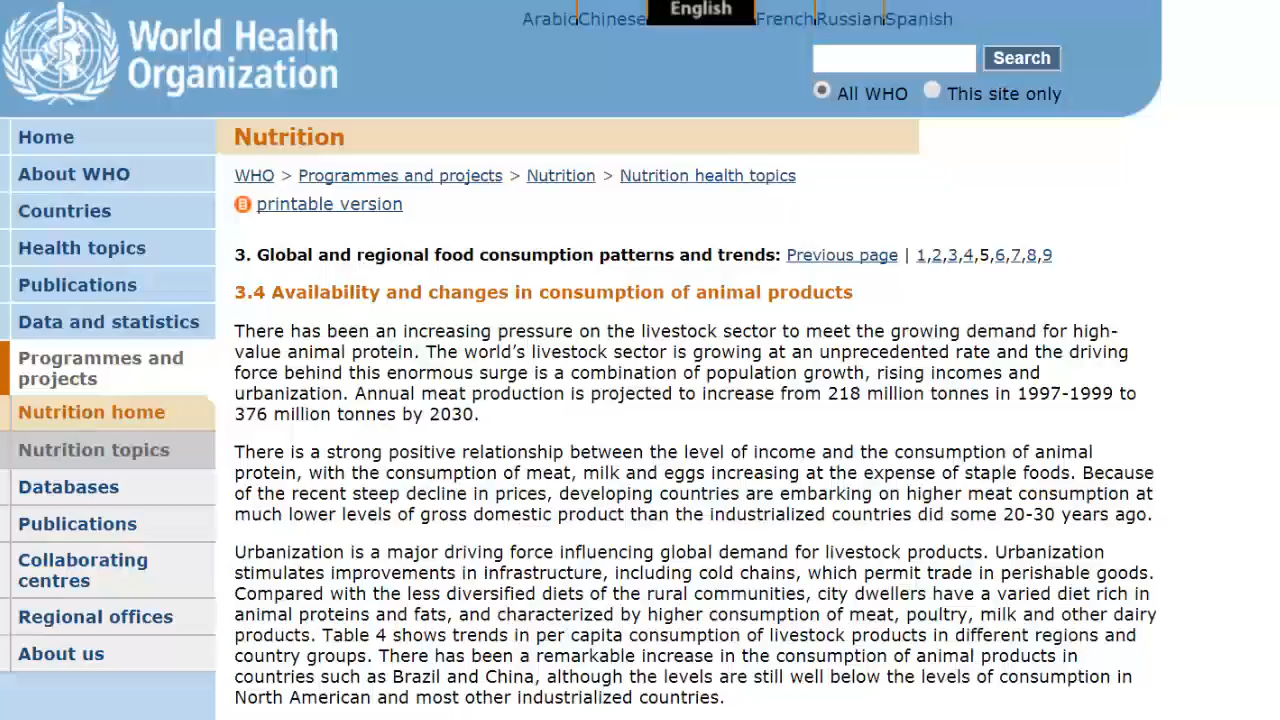 World Health
Organization
Arabic Chinese English French Russian Spanish
Search
All WHO This site only
Home
About WHO
Countries
Health topics
Publications
Data and statistics
Programmes and
projects
Nutrition home
Nutrition topics
Databases
Publications
Collaborating
centres
Regional offices
About us
Nutrition
WHO > Programmes and projects > Nutrition > Nutrition health topics
printable version
3. Global and regional food consumption patterns and trends: Previous page | 1,2,3,4,5,6,7,8,9
3.4 Availability and changes in consumption of animal products
There has been an increasing pressure on the livestock sector to meet the growing demand for high-
value animal protein. The world’s livestock sector is growing at an unprecedented rate and the driving
force behind this enormous surge is a combination of population growth, rising incomes and
urbanization. Annual meat production is projected to increase from 218 million tonnes in 1997-1999 to
376 million tonnes by 2030.
There is a strong positive relationship between the level of income and the consumption of animal
protein, with the consumption of meat, milk and eggs increasing at the expense of staple foods. Because
of the recent steep decline in prices, developing countries are embarking on higher meat consumption at
much lower levels of gross domestic product than the industrialized countries did some 20-30 years ago.
Urbanization is a major driving force influencing global demand for livestock products. Urbanization
stimulates improvements in infrastructure, including cold chains, which permit trade in perishable goods.
Compared with the less diversified diets of the rural communities, city dwellers have a varied diet rich in
animal proteins and fats, and characterized by higher consumption of meat, poultry, milk and other dairy
products. Table 4 shows trends in per capita consumption of livestock products in different regions and
country groups. There has been a remarkable increase in the consumption of animal products in
countries such as Brazil and China, although the levels are still well below the levels of consumption in
North American and most other industrialized countries.